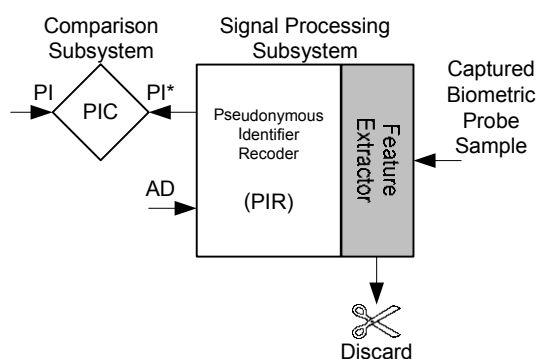 Comparison
Subsystem
Signal Processing
Subsystem
PI
PIC
PI*
Pseudonymous
Identifier
Recoder
(PIR)
AD
Feature
Extractor
Captured
Biometric
Probe
Sample
Discard